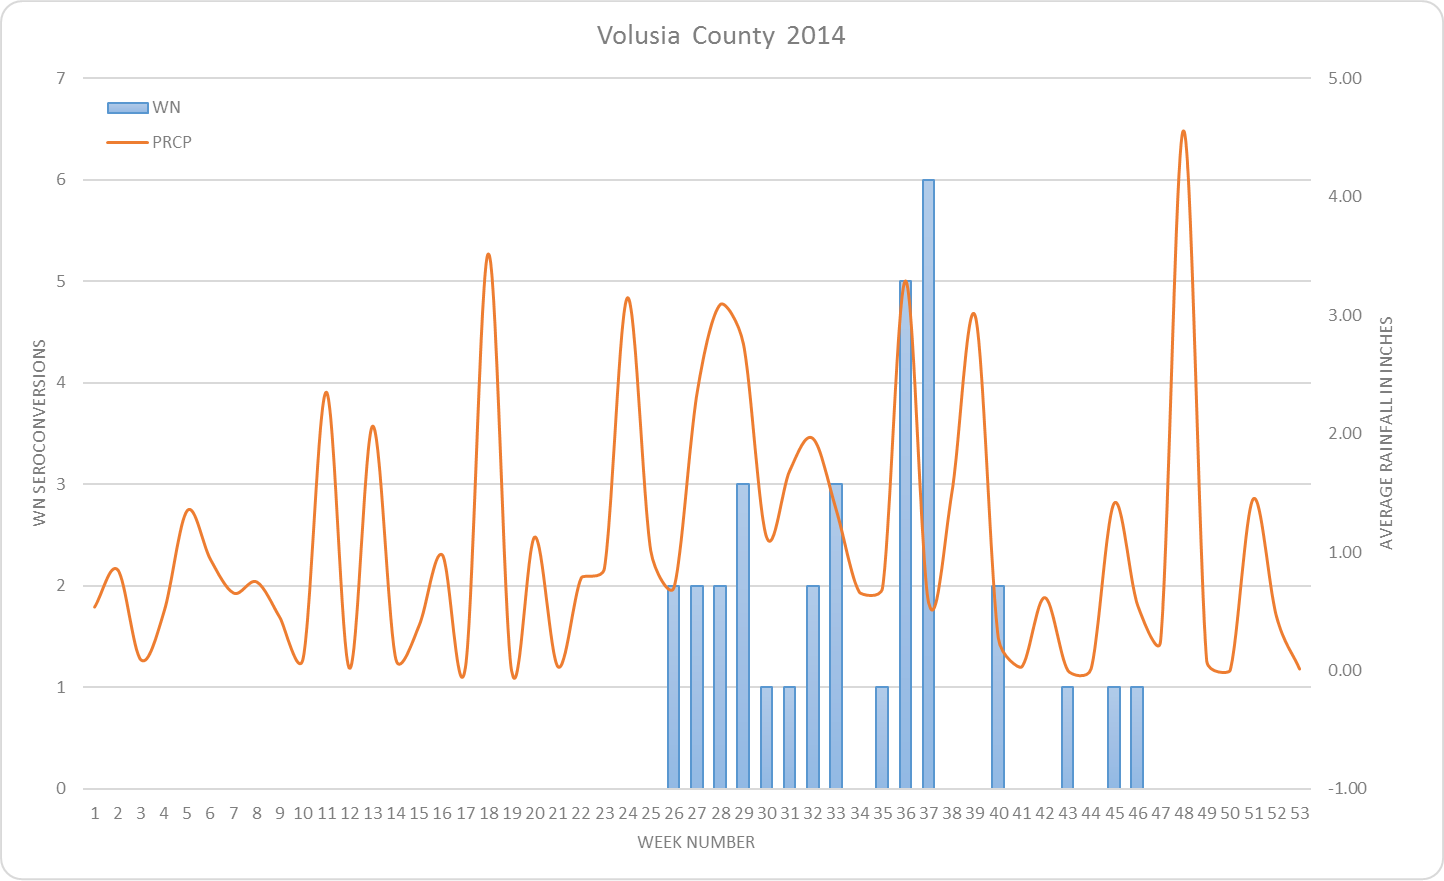 Volusia County 2014
7
6
5
4
3
2
1
0
WN SEROCONVERSIONS
WN
PRCP
5.00
4.00
3.00
2.00
1.00
0.00
-1.00
AVERAGE RAINFALL IN INCHES
1 2 3 4 5 6 7 8 9 10 11 12 13 14 15 16 17 18 19 20 21 22 23 24 25 26 27 28 29 30 31 32 33 34 35 36 37 38 39 40 41 42 43 44 45 46 47 48 49 50 51 52 53
WEEK NUMBER